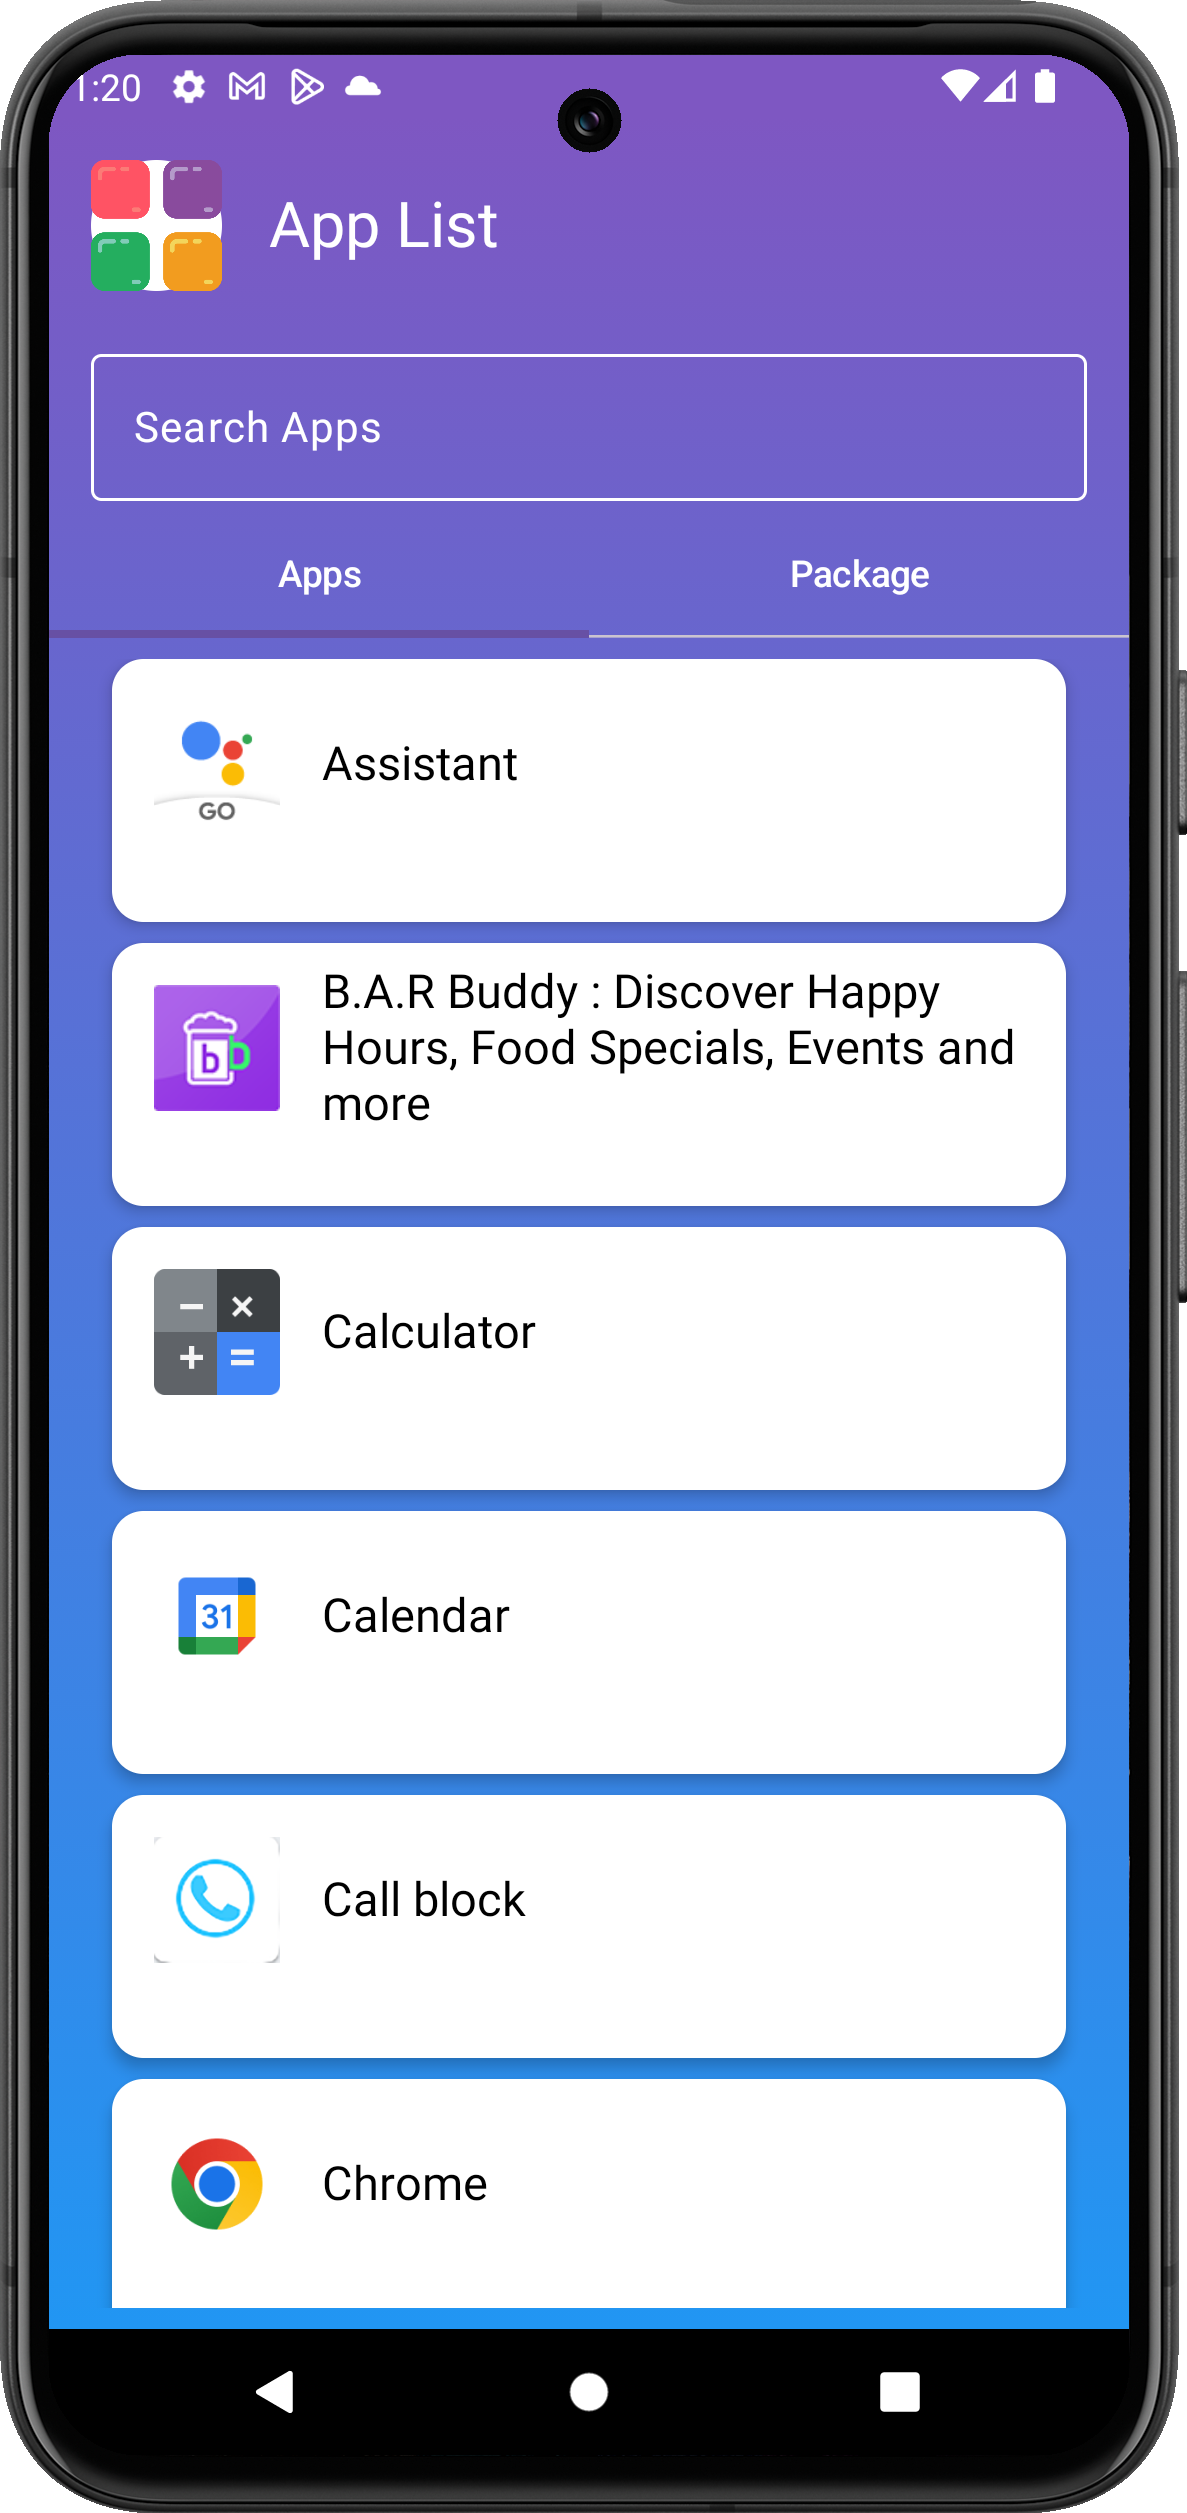 1:20
App List
Search Apps
Apps
Package
Assistant
GO
B.A.R Buddy : Discover Happy
Hours, Food Specials, Events and
more
b b
Calculator
Calendar
31
Call block
Chrome